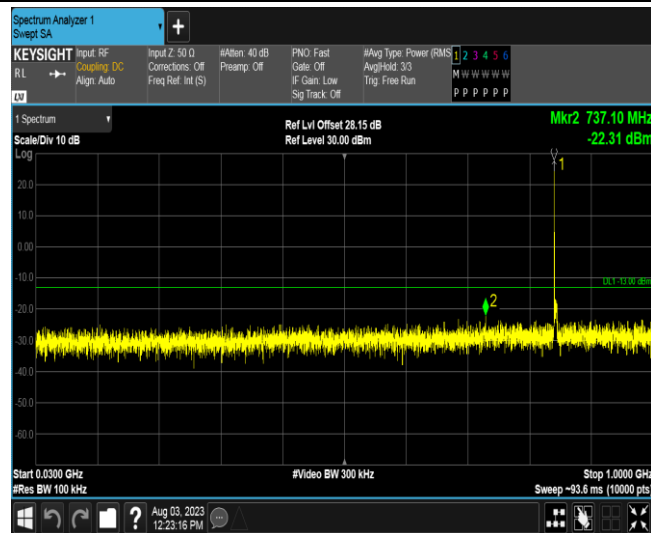 Spectrum Analyzer 1
Swept SA
+
KEYSIGHT
RL
LXI
Input: RF
Coupling: DC
Align: Auto
Input Z: 50 Ω
Corrections: Off
Freq Ref: Int (S)
#Atten: 40 dB
Preamp: Off
PNO: Fast
Gate: Off
IF Gain: Low
Sig Track: Off
#Avg Type: Power (RMS
Avg|Hold: 3/3
Trig: Free Run
1 2 3 4 5 6
M W W W W W
P P P P P P
1 Spectrum
Scale/Div 10 dB
Ref Lvl Offset 28.15 dB
Ref Level 30.00 dBm
Mkr2 737.10 MHz
-22.31 dBm
Log
1
20.0
10.0
0.00
-10.0
DL1 -13.00 dBm
2
-20.0
-30.0
-40.0
-50.0
-60.0
Start 0.0300 GHz
#Video BW 300 kHz
Stop 1.0000 GHz
#Res BW 100 kHz
Sweep ~93.6 ms (10000 pts)
?
Aug 03, 2023
12:23:16 PM